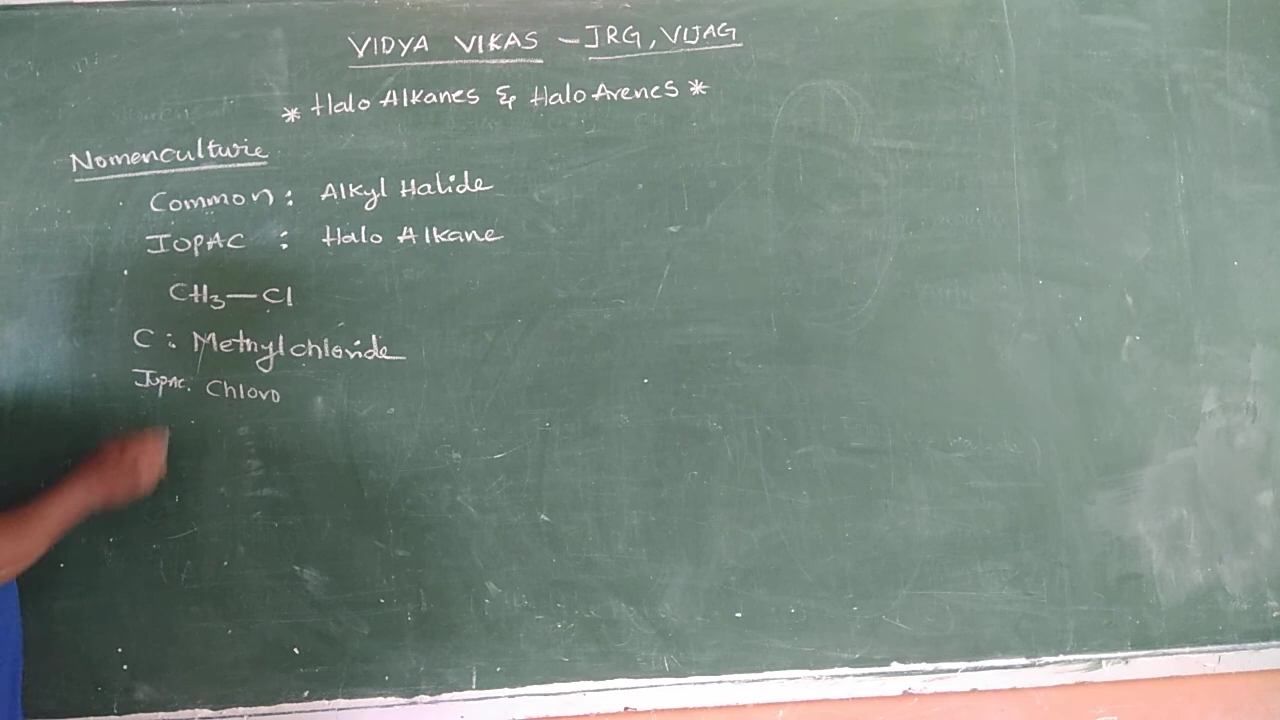 VIDYA VIKAS - JRG, VIJAG
* Halo Alkanes & Halo Arenes *
Nomenculture
Common : Alkyl Halide
IUPAC : Halo Alkane
CH₃—Cl
C : Methylchloride
Iupac. Chloro